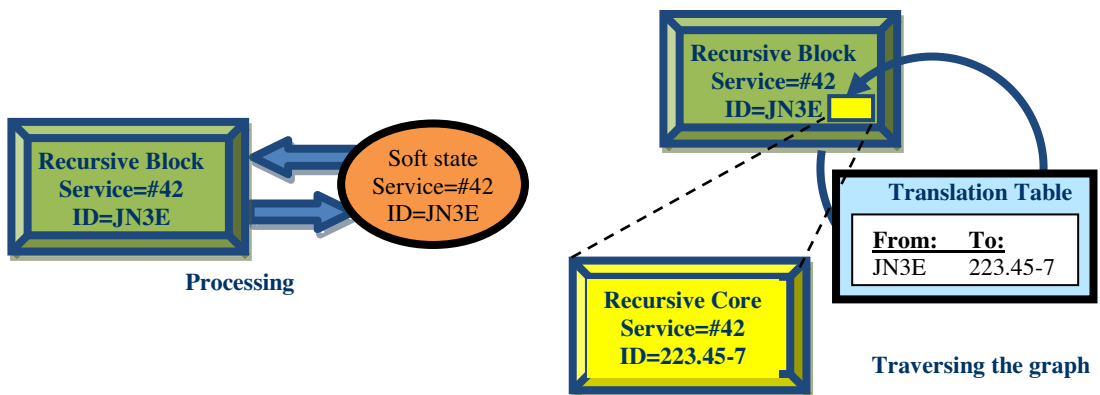 Recursive Block
Service=#42
ID=JN3E
Soft state
Service=#42
ID=JN3E
Processing
Recursive Block
Service=#42
ID=JN3E
Translation Table
From: To:
JN3E 223.45-7
Recursive Core
Service=#42
ID=223.45-7
Traversing the graph